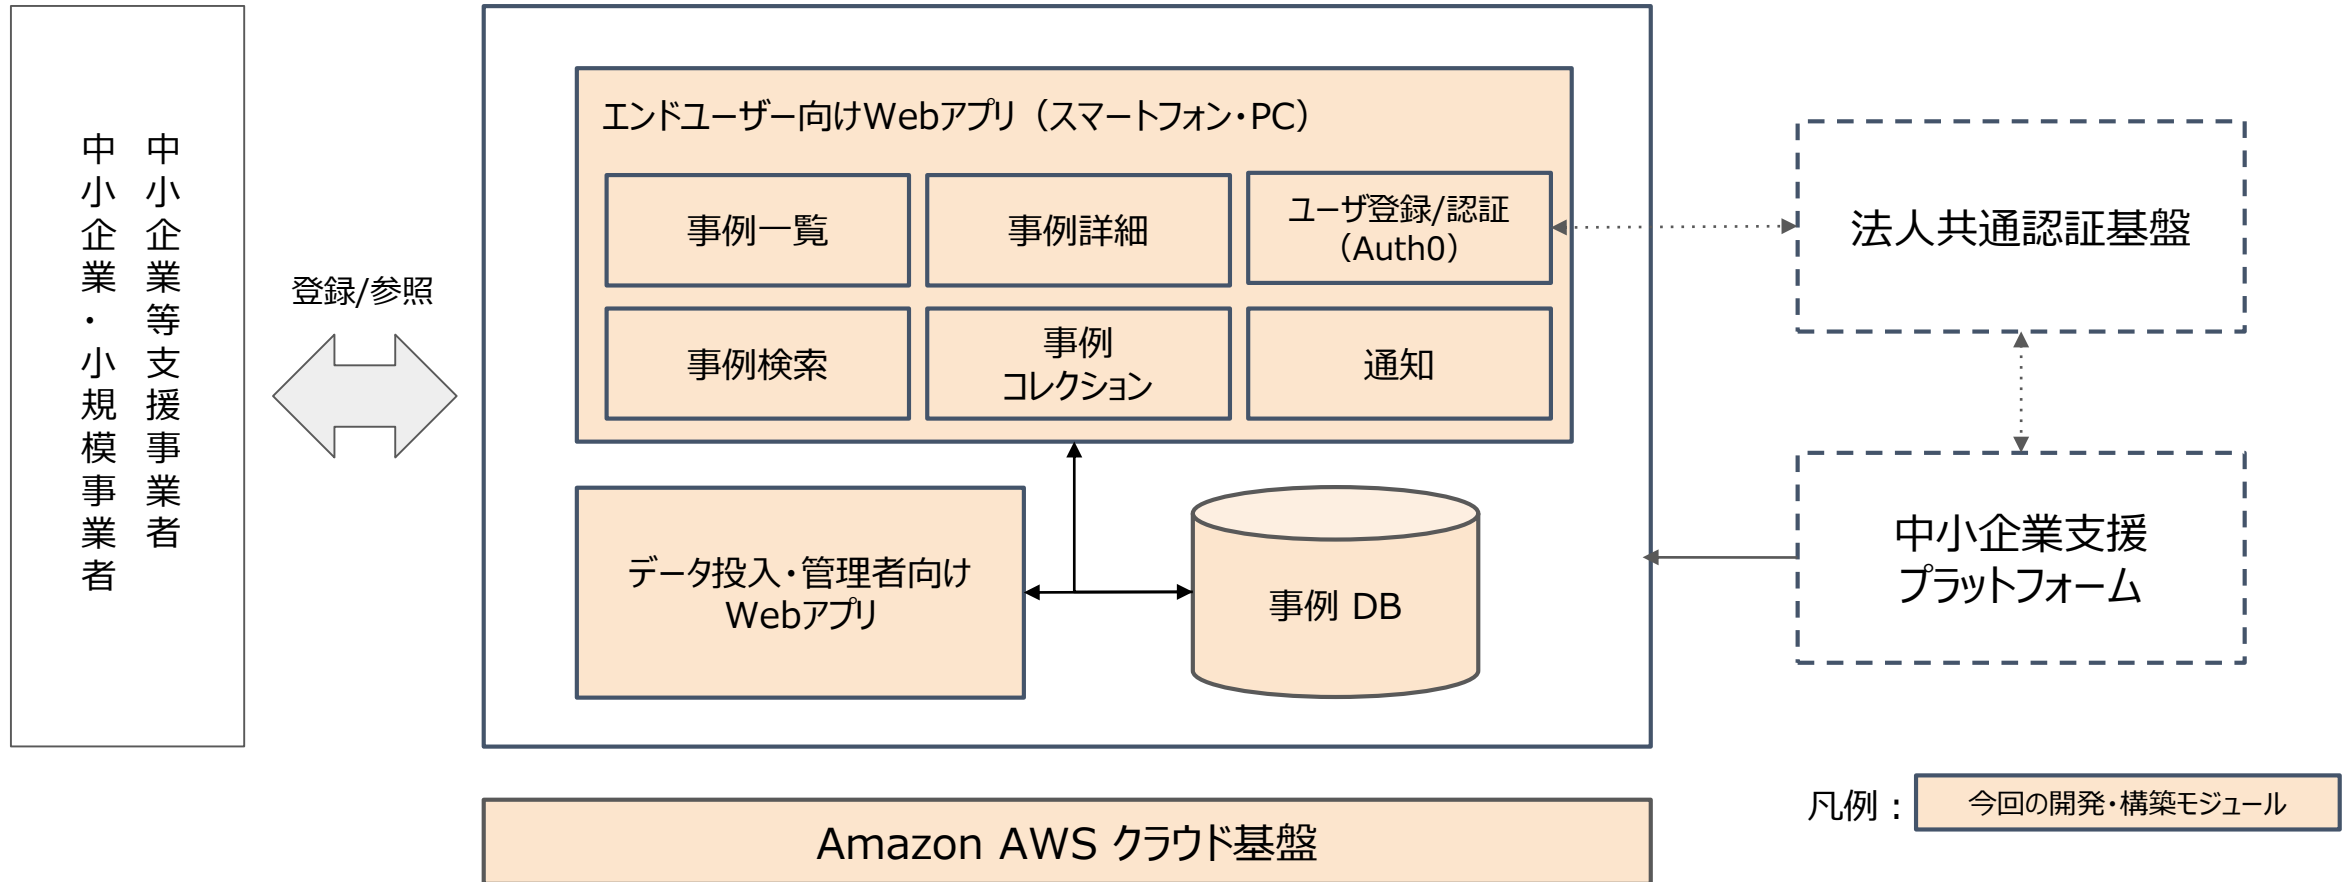 中小企業等支援事業者
中小企業・小規模事業者
登録/参照
エンドユーザー向けWebアプリ（スマートフォン・PC）
事例一覧
事例詳細
ユーザ登録/認証
（Auth0）
事例検索
事例
コレクション
通知
データ投入・管理者向け
Webアプリ
事例 DB
法人共通認証基盤
中小企業支援
プラットフォーム
Amazon AWS クラウド基盤
凡例：
今回の開発・構築モジュール